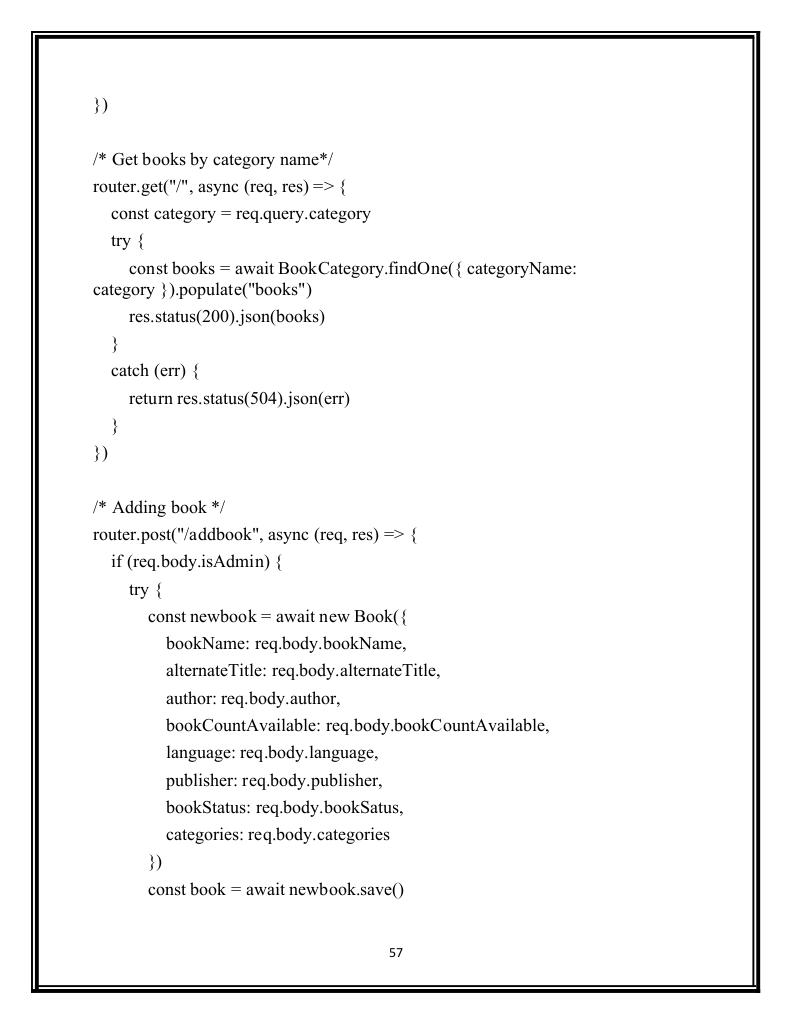 })
/* Get books by category name*/
router.get("/", async (req, res) => {
    const category = req.query.category
    try {
        const books = await BookCategory.findOne({ categoryName:
category }).populate("books")
        res.status(200).json(books)
    }
    catch (err) {
        return res.status(504).json(err)
    }
})
/* Adding book */
router.post("/addbook", async (req, res) => {
    if (req.body.isAdmin) {
        try {
            const newbook = await new Book({
                bookName: req.body.bookName,
                alternateTitle: req.body.alternateTitle,
                author: req.body.author,
                bookCountAvailable: req.body.bookCountAvailable,
                language: req.body.language,
                publisher: req.body.publisher,
                bookStatus: req.body.bookSatus,
                categories: req.body.categories
            })
            const book = await newbook.save()
57